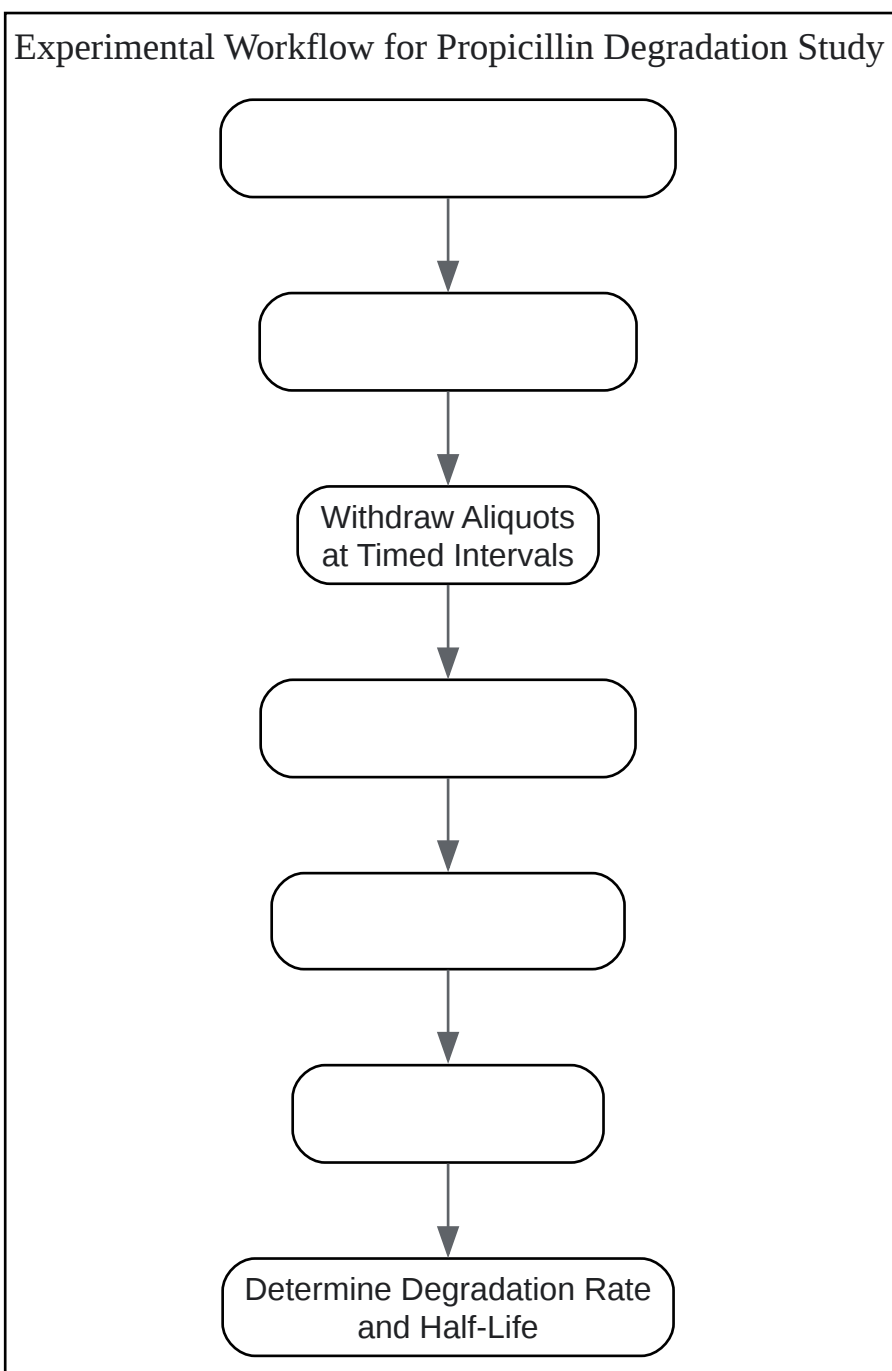 Experimental Workflow for Propicillin Degradation Study
Withdraw Aliquots
at Timed Intervals
Determine Degradation Rate
and Half-Life